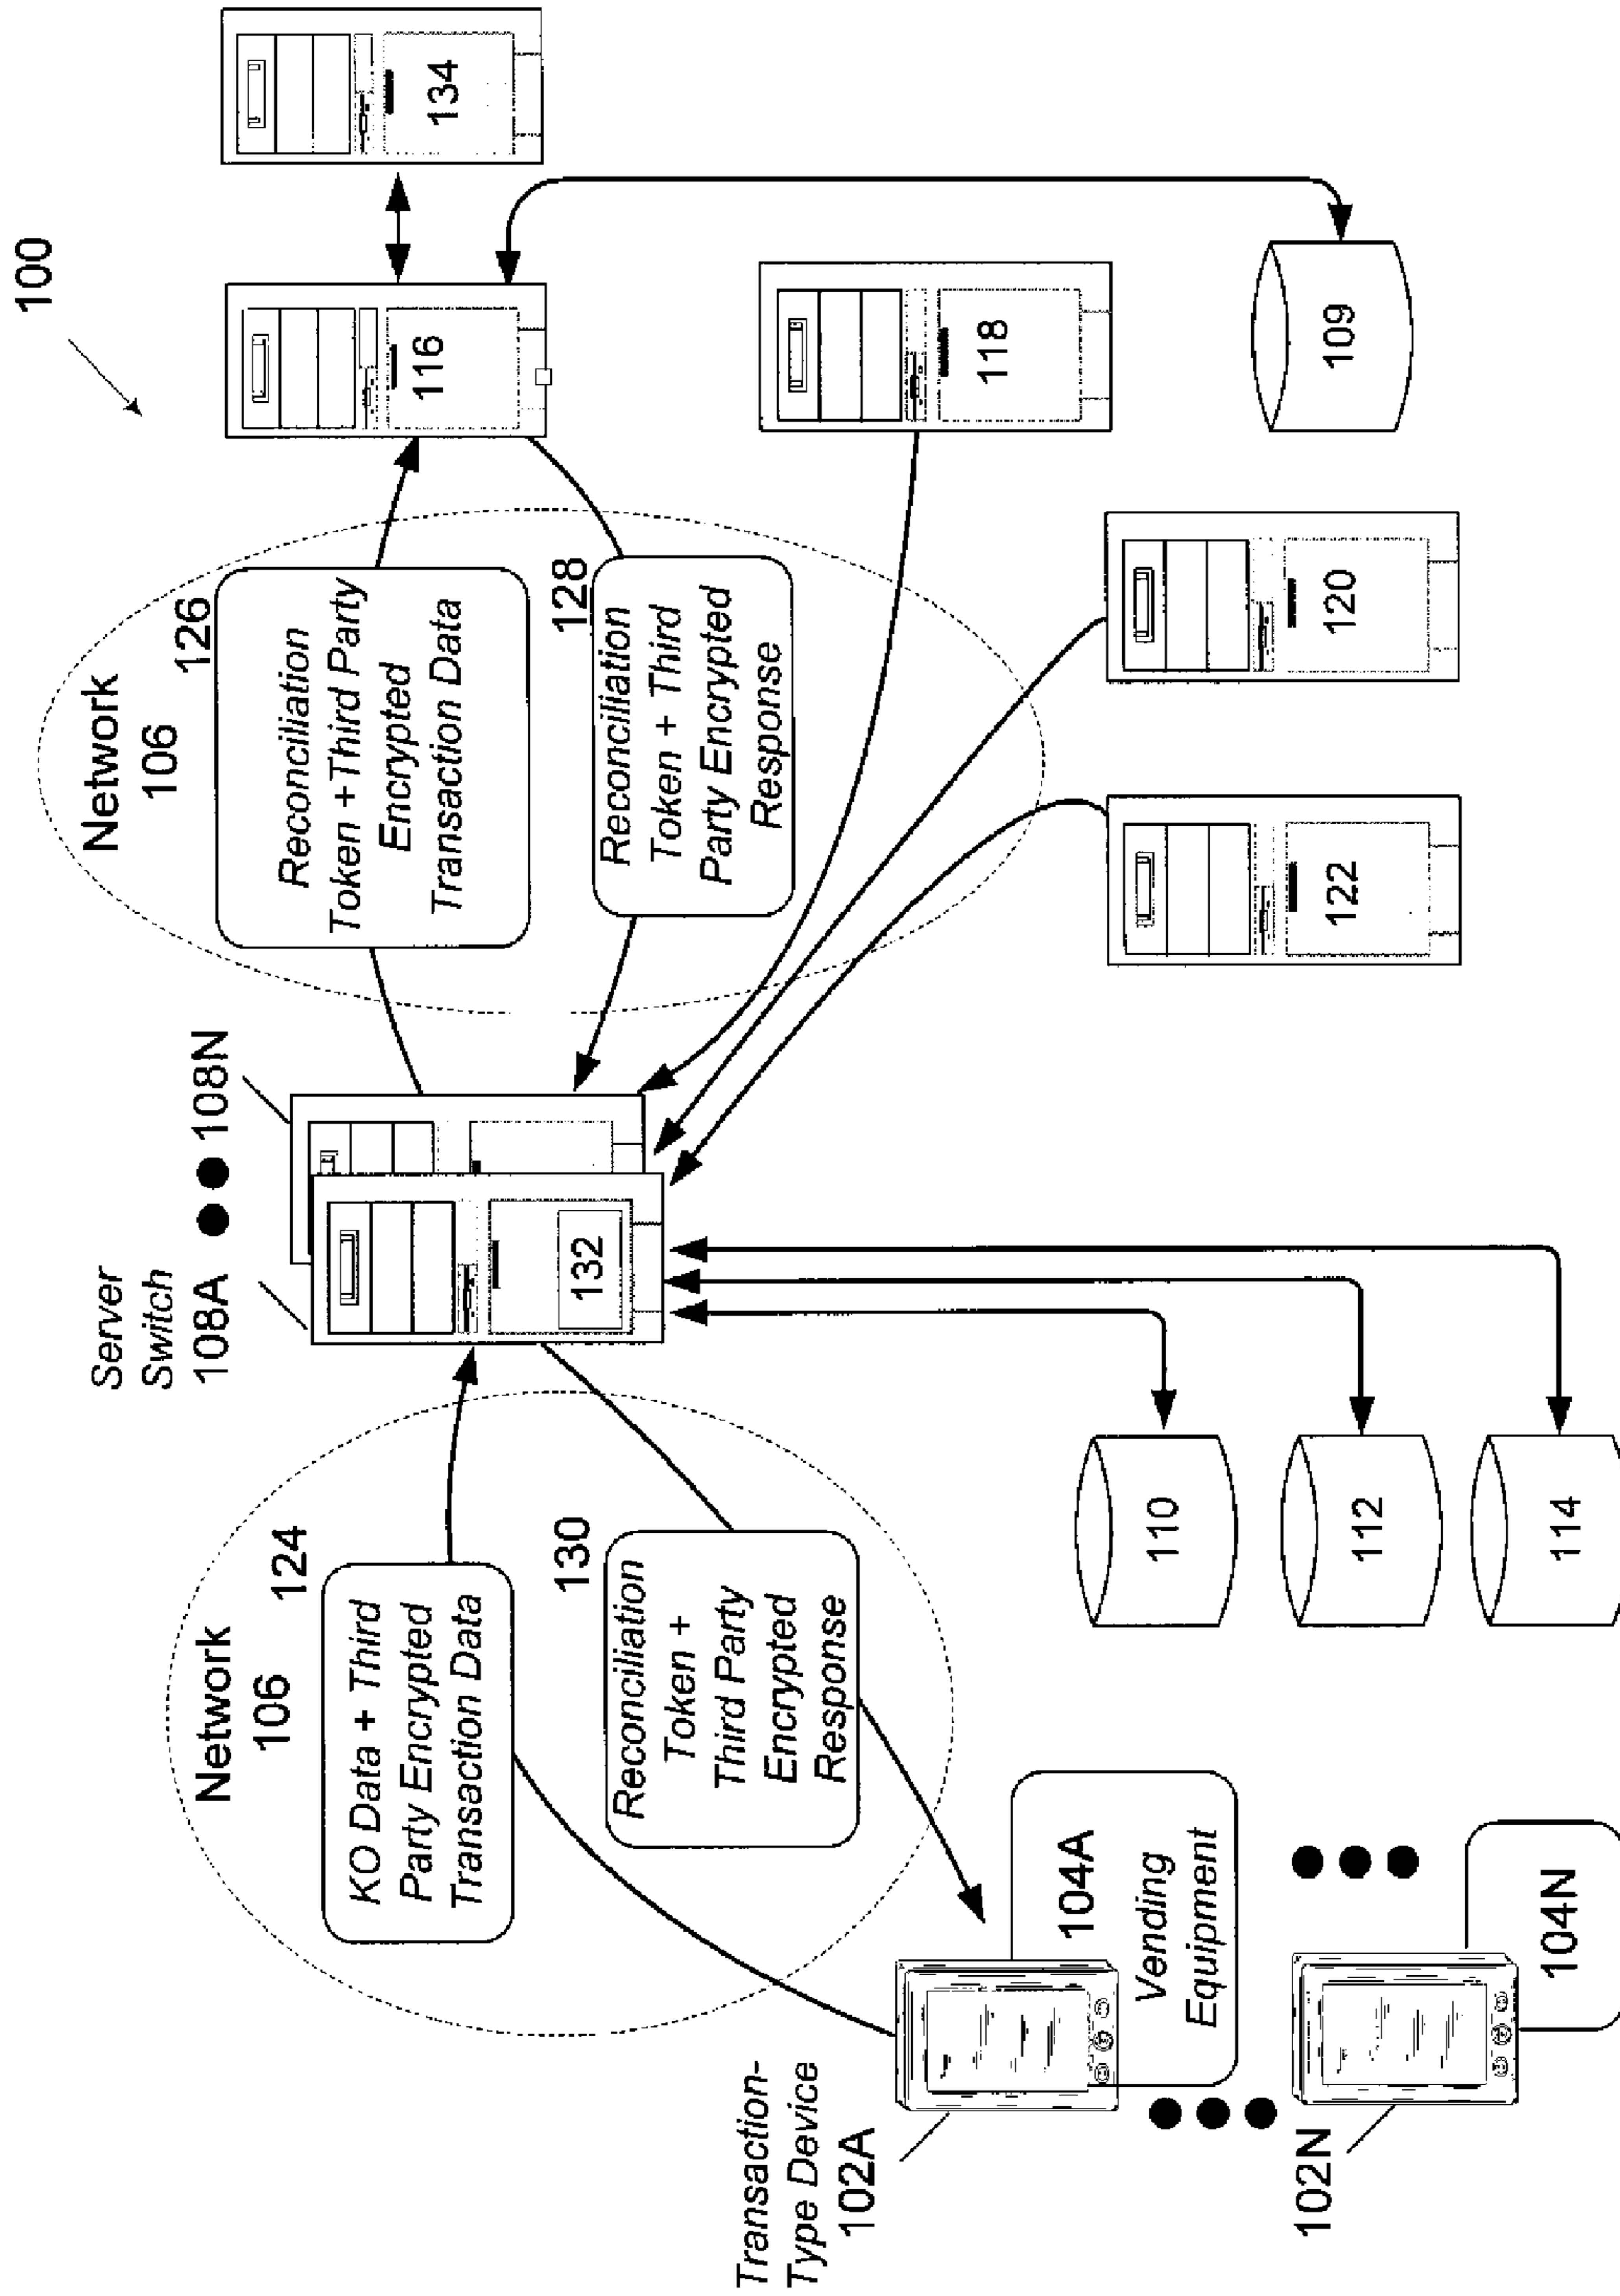 100
Network
106
126
Reconciliation
Token +Third Party
Encrypted
Transaction Data
128
Reconciliation
Token + Third
Party Encrypted
Response
134
116
118
109
120
122
Server
Switch
108A
108N
132
Network
106
124
KO Data + Third
Party Encrypted
Transaction Data
130
Reconciliation
Token +
Third Party
Encrypted
Response
110
112
114
Transaction-
Type Device
102A
104A
Vending
Equipment
102N
104N